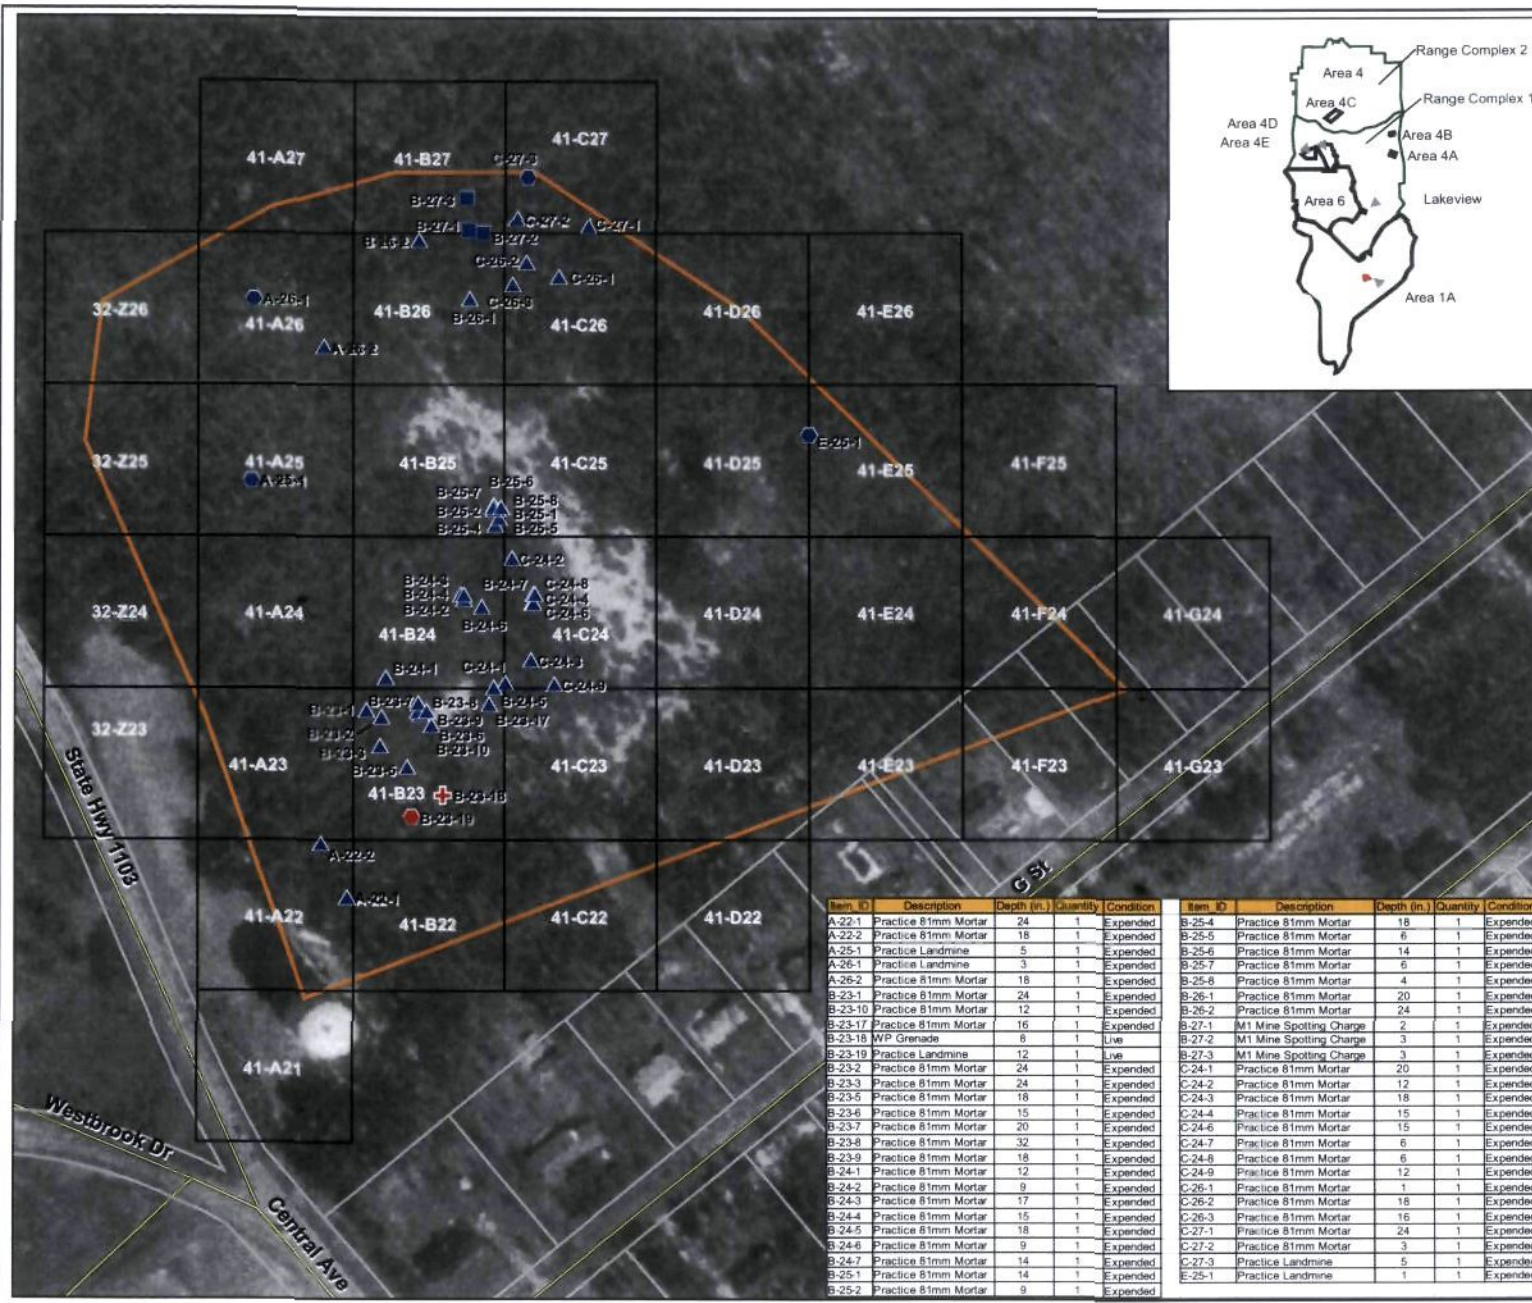 Range Complex 2
Area 4
Range Complex 1
Area 4C
Area 4D
Area 4B
Area 4E
Area 4A
Area 6
Lakeview
Area 1A
41-C27
41-A27
41-B27
C-27-3
B-27-3
B-27-1
C-27-2
C-27-1
B-26-2
B-27-2
C-26-2
C-26-1
A-26-1
C-26-3
32-Z26
41-A26
41-B26
B-26-1
41-C26
41-D26
41-E26
A-26-2
E-25-1
32-Z25
41-A25
41-B25
41-C25
41-D25
41-E25
41-F25
A-25-1
B-25-6
B-25-7
B-25-8
B-25-2
B-25-1
B-25-4
B-25-5
C-24-2
B-24-3
B-24-7
C-24-8
B-24-4
C-24-4
B-24-2
C-24-6
32-Z24
41-A24
B-24-6
41-B24
41-C24
41-D24
41-E24
41-F24
41-G24
B-24-1
C-24-1
C-24-3
C-24-9
B-23-7
B-23-8
B-24-5
B-23-1
B-23-9
B-23-17
B-23-2
B-23-6
B-23-3
B-23-10
32-Z23
41-A23
B-23-5
41-C23
41-D23
41-E23
41-F23
41-G23
41-B23
B-23-18
B-23-19
State Hwy 1103
A-22-2
A-22-1
41-A22
41-B22
41-C22
41-D22
G St
41-A21
Westbrook Dr
Central Ave
Item_ID Description Depth (in.) Quantity Condition
A-22-1 Practice 81mm Mortar 24 1 Expended
A-22-2 Practice 81mm Mortar 18 1 Expended
A-25-1 Practice Landmine 5 1 Expended
A-26-1 Practice Landmine 3 1 Expended
A-26-2 Practice 81mm Mortar 18 1 Expended
B-23-1 Practice 81mm Mortar 24 1 Expended
B-23-10 Practice 81mm Mortar 12 1 Expended
B-23-17 Practice 81mm Mortar 16 1 Expended
B-23-18 WP Grenade 8 1 Live
B-23-19 Practice Landmine 12 1 Live
B-23-2 Practice 81mm Mortar 24 1 Expended
B-23-3 Practice 81mm Mortar 24 1 Expended
B-23-5 Practice 81mm Mortar 18 1 Expended
B-23-6 Practice 81mm Mortar 15 1 Expended
B-23-7 Practice 81mm Mortar 20 1 Expended
B-23-8 Practice 81mm Mortar 32 1 Expended
B-23-9 Practice 81mm Mortar 18 1 Expended
B-24-1 Practice 81mm Mortar 12 1 Expended
B-24-2 Practice 81mm Mortar 9 1 Expended
B-24-3 Practice 81mm Mortar 17 1 Expended
B-24-4 Practice 81mm Mortar 15 1 Expended
B-24-5 Practice 81mm Mortar 18 1 Expended
B-24-6 Practice 81mm Mortar 9 1 Expended
B-24-7 Practice 81mm Mortar 14 1 Expended
B-25-1 Practice 81mm Mortar 14 1 Expended
B-25-2 Practice 81mm Mortar 9 1 Expended
Item_ID Description Depth (in.) Quantity Condition
B-25-4 Practice 81mm Mortar 18 1 Expended
B-25-5 Practice 81mm Mortar 6 1 Expended
B-25-6 Practice 81mm Mortar 14 1 Expended
B-25-7 Practice 81mm Mortar 6 1 Expended
B-25-8 Practice 81mm Mortar 4 1 Expended
B-26-1 Practice 81mm Mortar 20 1 Expended
B-26-2 Practice 81mm Mortar 24 1 Expended
B-27-1 M1 Mine Spotting Charge 2 1 Expended
B-27-2 M1 Mine Spotting Charge 3 1 Expended
B-27-3 M1 Mine Spotting Charge 3 1 Expended
C-24-1 Practice 81mm Mortar 20 1 Expended
C-24-2 Practice 81mm Mortar 12 1 Expended
C-24-3 Practice 81mm Mortar 18 1 Expended
C-24-4 Practice 81mm Mortar 15 1 Expended
C-24-6 Practice 81mm Mortar 15 1 Expended
C-24-7 Practice 81mm Mortar 6 1 Expended
C-24-8 Practice 81mm Mortar 6 1 Expended
C-24-9 Practice 81mm Mortar 12 1 Expended
C-26-1 Practice 81mm Mortar 1 1 Expended
C-26-2 Practice 81mm Mortar 18 1 Expended
C-26-3 Practice 81mm Mortar 16 1 Expended
C-27-1 Practice 81mm Mortar 24 1 Expended
C-27-2 Practice 81mm Mortar 3 1 Expended
C-27-3 Practice Landmine 5 1 Expended
E-25-1 Practice Landmine 1 1 Expended